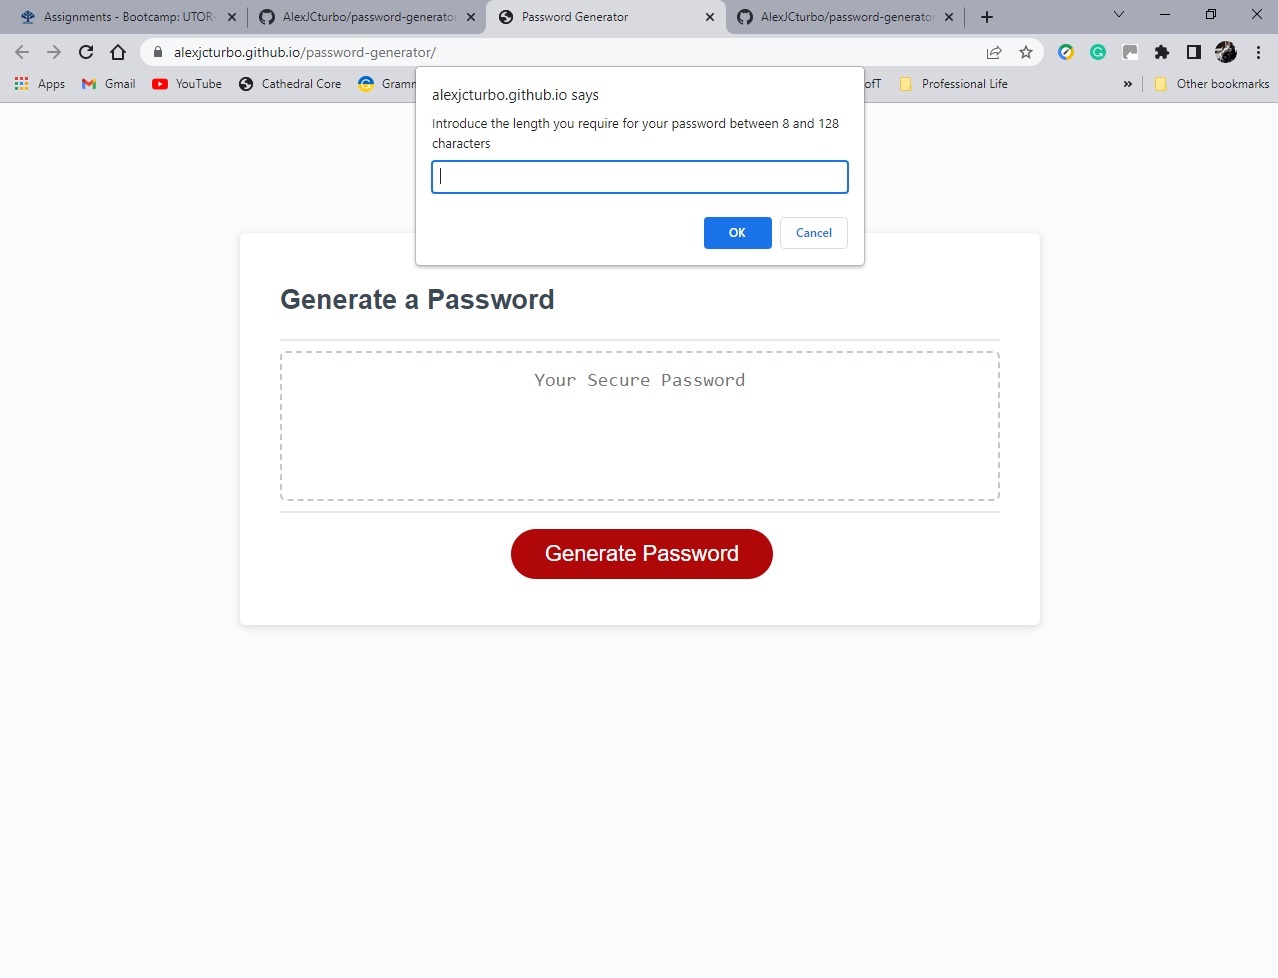 Assignments - Bootcamp: UTOR-
AlexJCturbo/password-generator
Password Generator
AlexJCturbo/password-generator
alexjcturbo.github.io/password-generator/
Apps
Gmail
YouTube
Cathedral Core
Gramm
ofT
Professional Life
»
Other bookmarks
alexjcturbo.github.io says
Introduce the length you require for your password between 8 and 128
characters
OK
Cancel
Generate a Password
Your Secure Password
Generate Password